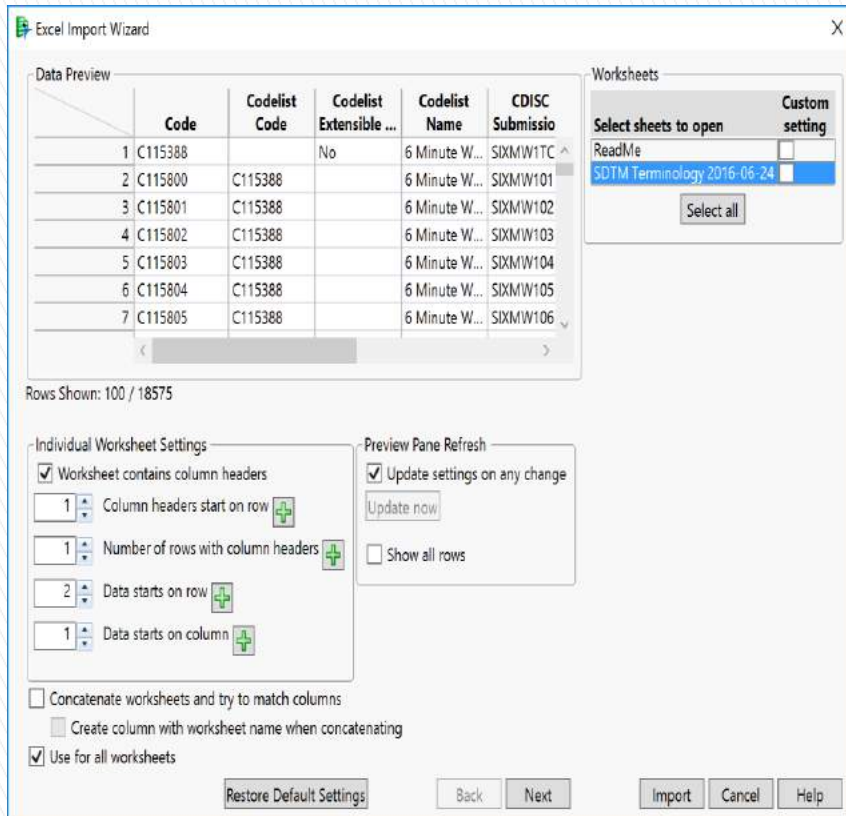 Excel Import Wizard X
Data Preview
Code Codelist Code Codelist Extensible ... Codelist Name CDISC Submissio
1 C115388 No 6 Minute W... SIXMW1TC
2 C115800 C115388 6 Minute W... SIXMW101
3 C115801 C115388 6 Minute W... SIXMW102
4 C115802 C115388 6 Minute W... SIXMW103
5 C115803 C115388 6 Minute W... SIXMW104
6 C115804 C115388 6 Minute W... SIXMW105
7 C115805 C115388 6 Minute W... SIXMW106
Worksheets
Select sheets to open Custom setting
ReadMe
SDTM Terminology 2016-06-24
Select all
Rows Shown: 100 / 18575
Individual Worksheet Settings
Worksheet contains column headers
1 Column headers start on row
1 Number of rows with column headers
2 Data starts on row
1 Data starts on column
Preview Pane Refresh
Update settings on any change
Update now
Show all rows
Concatenate worksheets and try to match columns
Create column with worksheet name when concatenating
Use for all worksheets
Restore Default Settings Back Next Import Cancel Help